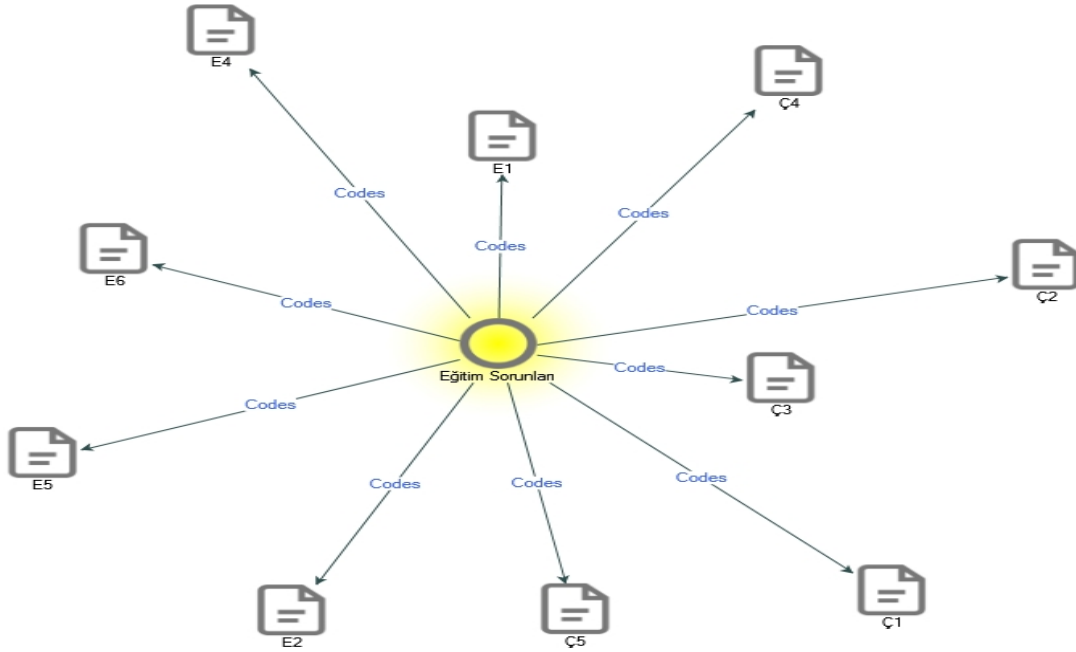 E4
Ç4
E1
Codes
Codes
Codes
E6
Ç2
Codes
Codes
Eğitim Sorunları
Codes
Ç3
Codes
E5
Codes
Codes
Codes
E2
Ç5
Ç1